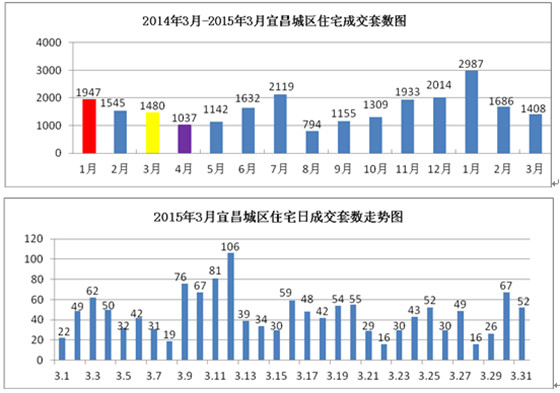 2014年3月-2015年3月宜昌城区住宅成交套数图
4000
3000
2000
1000
0
1947 1545 1480 1037 1142 1632 2119 794 1155 1309 1933 2014 2987 1686 1408
1月 2月 3月 4月 5月 6月 7月 8月 9月 10月 11月 12月 1月 2月 3月
2015年3月宜昌城区住宅日成交套数走势图
120
100
80
60
40
20
0
22 49 62 50 32 42 31 19 76 67 81 106 39 34 30 59 48 42 54 55 29 16 30 43 52 30 49 16 26 67 52
3.1 3.3 3.5 3.7 3.9 3.11 3.13 3.15 3.17 3.19 3.21 3.23 3.25 3.27 3.29 3.31